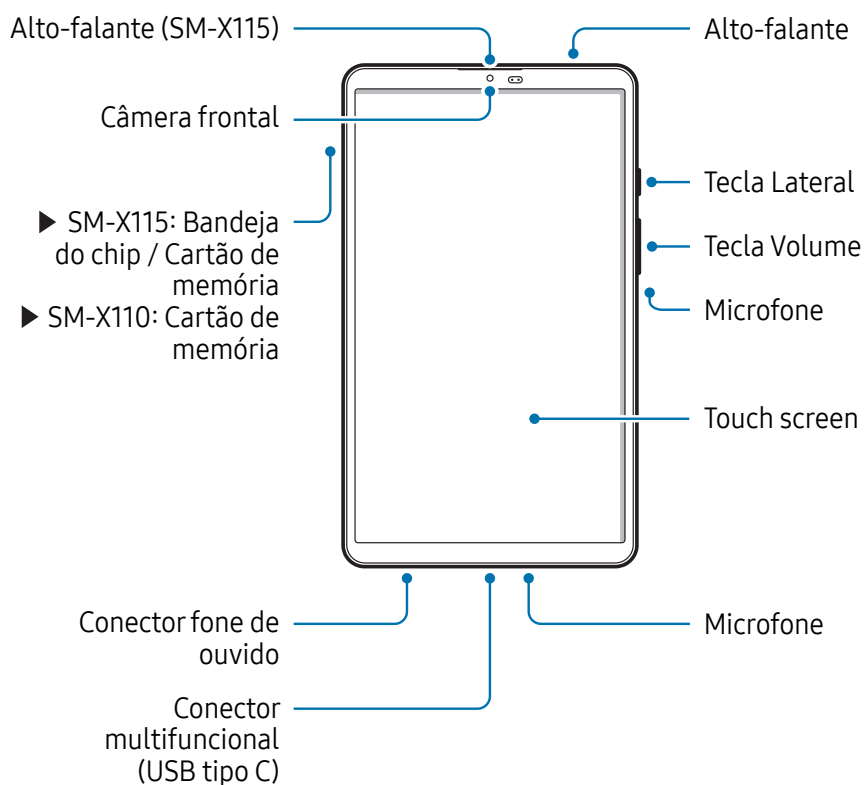 Alto-falante (SM-X115)
Alto-falante
Câmera frontal
Tecla Lateral
▶ SM-X115: Bandeja
do chip / Cartão de
memória
▶ SM-X110: Cartão de
memória
Tecla Volume
Microfone
Touch screen
Conector fone de
ouvido
Microfone
Conector
multifuncional
(USB tipo C)